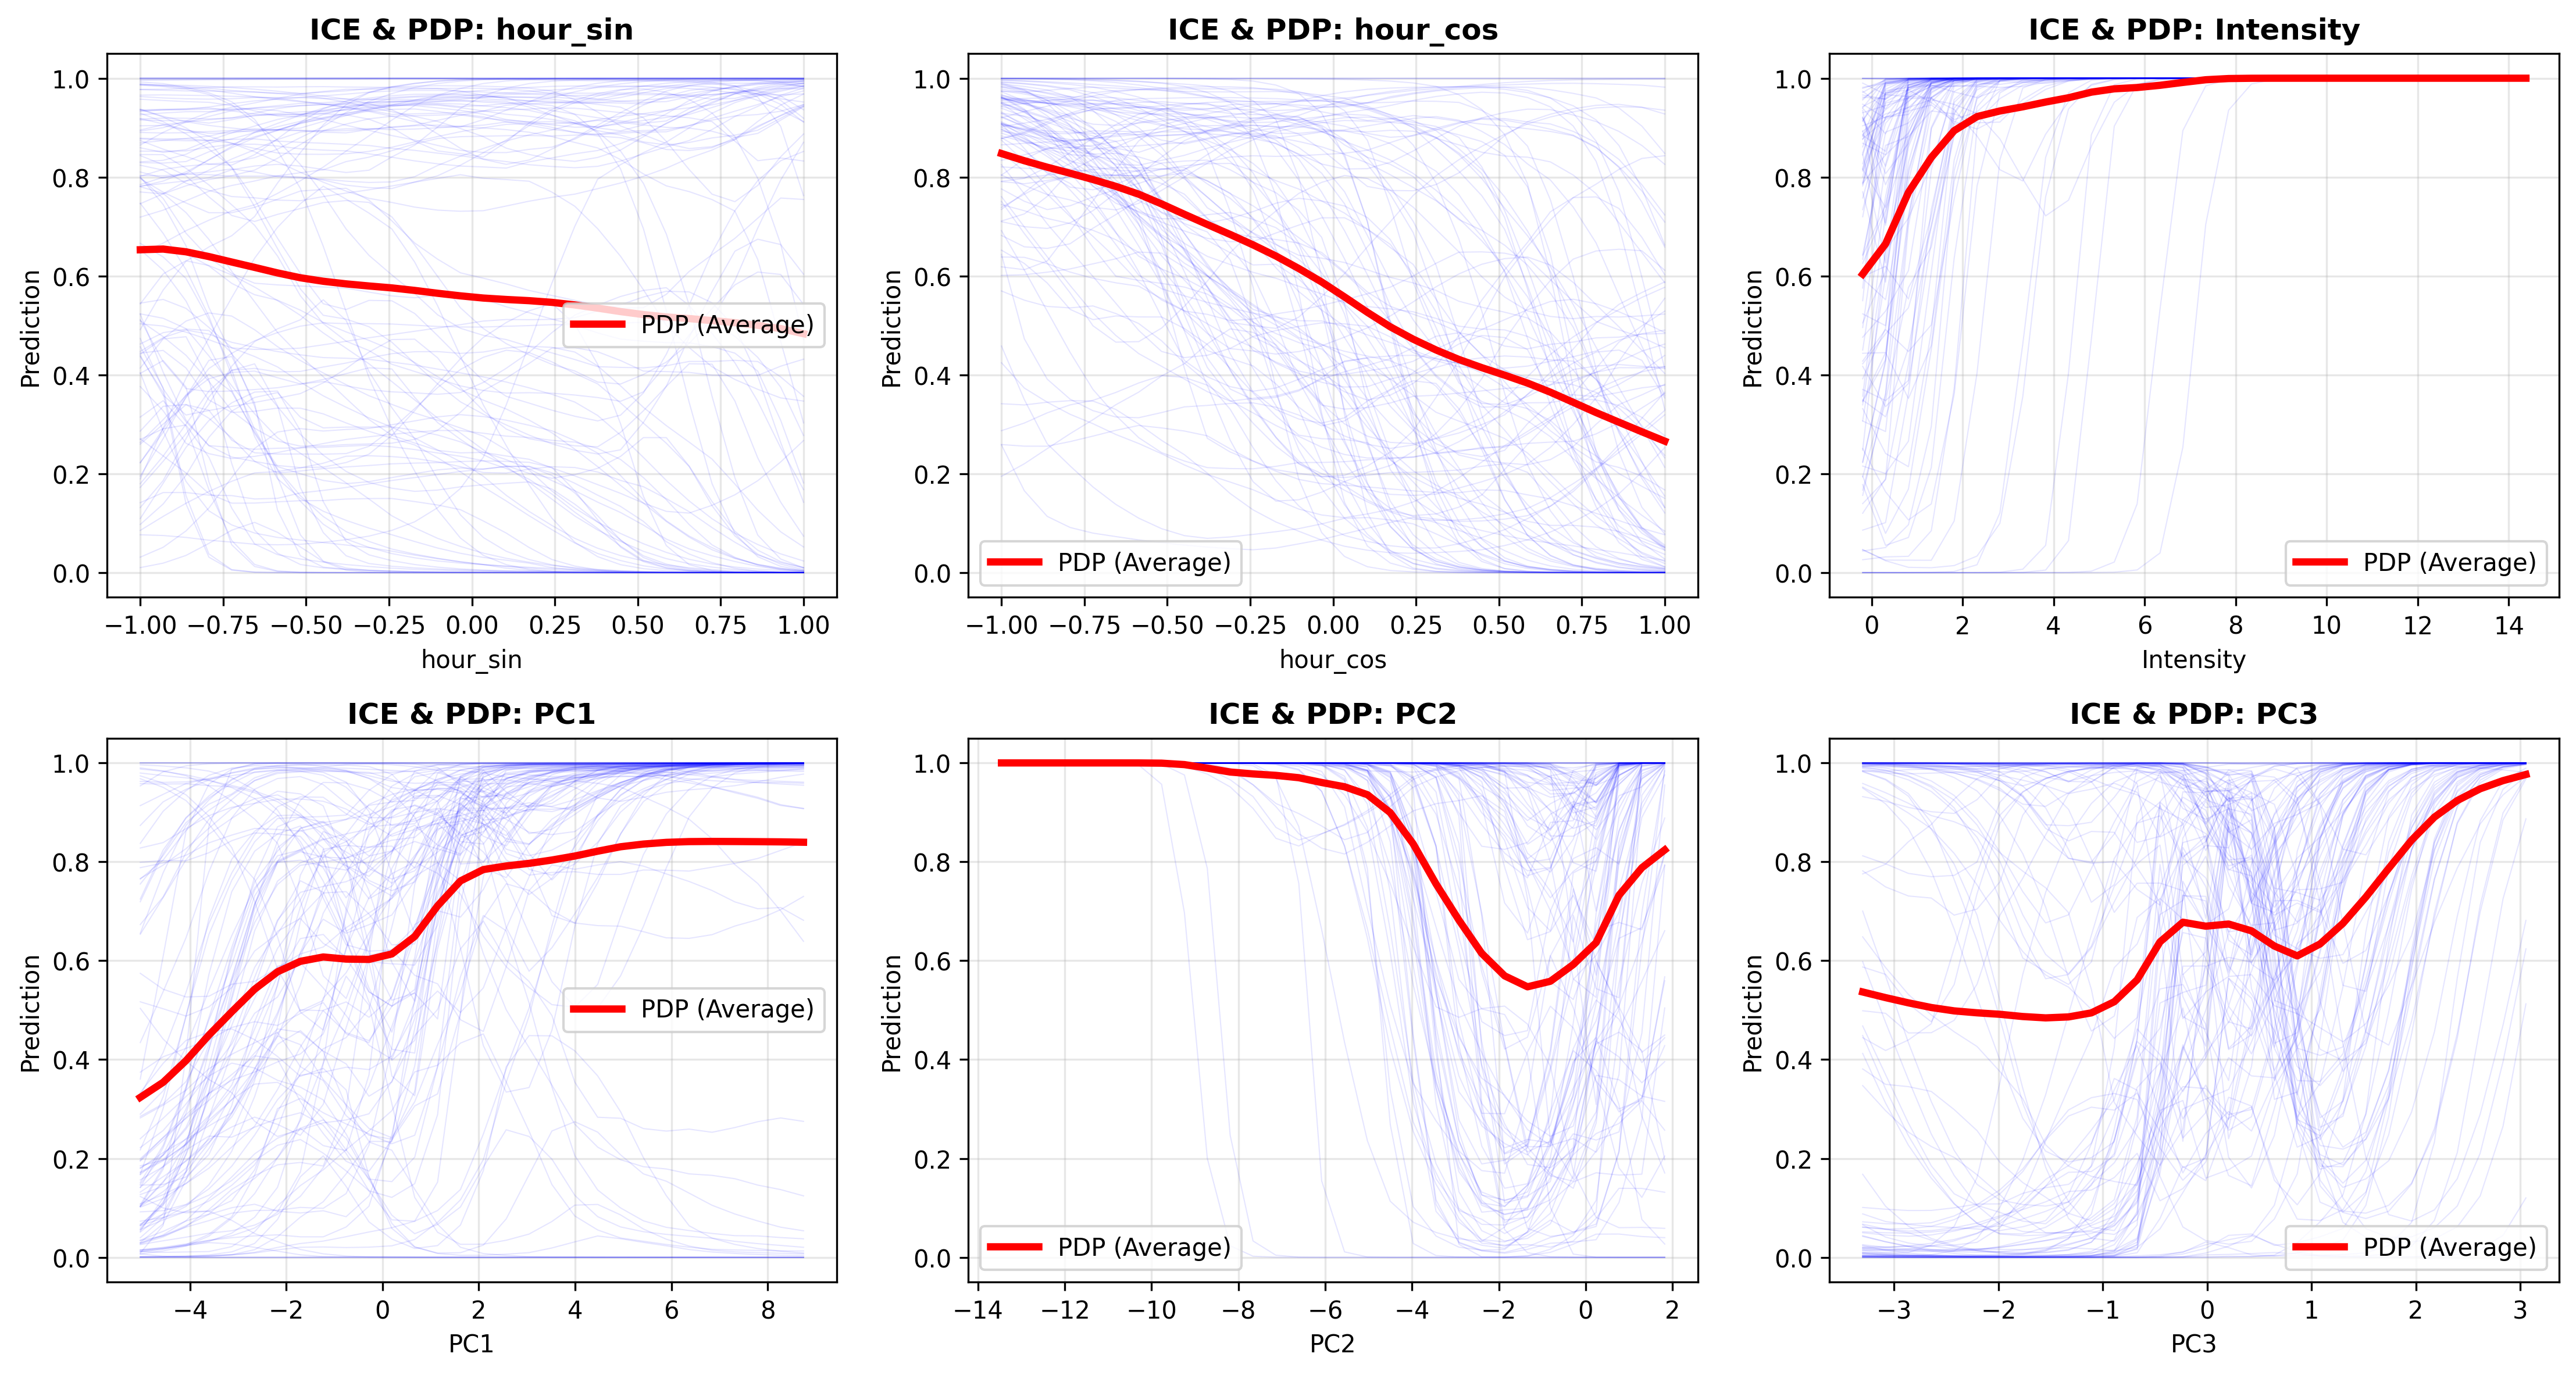 ICE & PDP: hour_sin
1.0
0.8
0.6
0.4
0.2
0.0
Prediction
PDP (Average)
−1.00 −0.75 −0.50 −0.25 0.00 0.25 0.50 0.75 1.00
hour_sin
ICE & PDP: hour_cos
1.0
0.8
0.6
0.4
0.2
0.0
Prediction
PDP (Average)
−1.00 −0.75 −0.50 −0.25 0.00 0.25 0.50 0.75 1.00
hour_cos
ICE & PDP: Intensity
1.0
0.8
0.6
0.4
0.2
0.0
Prediction
PDP (Average)
0 2 4 6 8 10 12 14
Intensity
ICE & PDP: PC1
1.0
0.8
0.6
0.4
0.2
0.0
Prediction
PDP (Average)
−4 −2 0 2 4 6 8
PC1
ICE & PDP: PC2
1.0
0.8
0.6
0.4
0.2
0.0
Prediction
PDP (Average)
−14 −12 −10 −8 −6 −4 −2 0 2
PC2
ICE & PDP: PC3
1.0
0.8
0.6
0.4
0.2
0.0
Prediction
PDP (Average)
−3 −2 −1 0 1 2 3
PC3